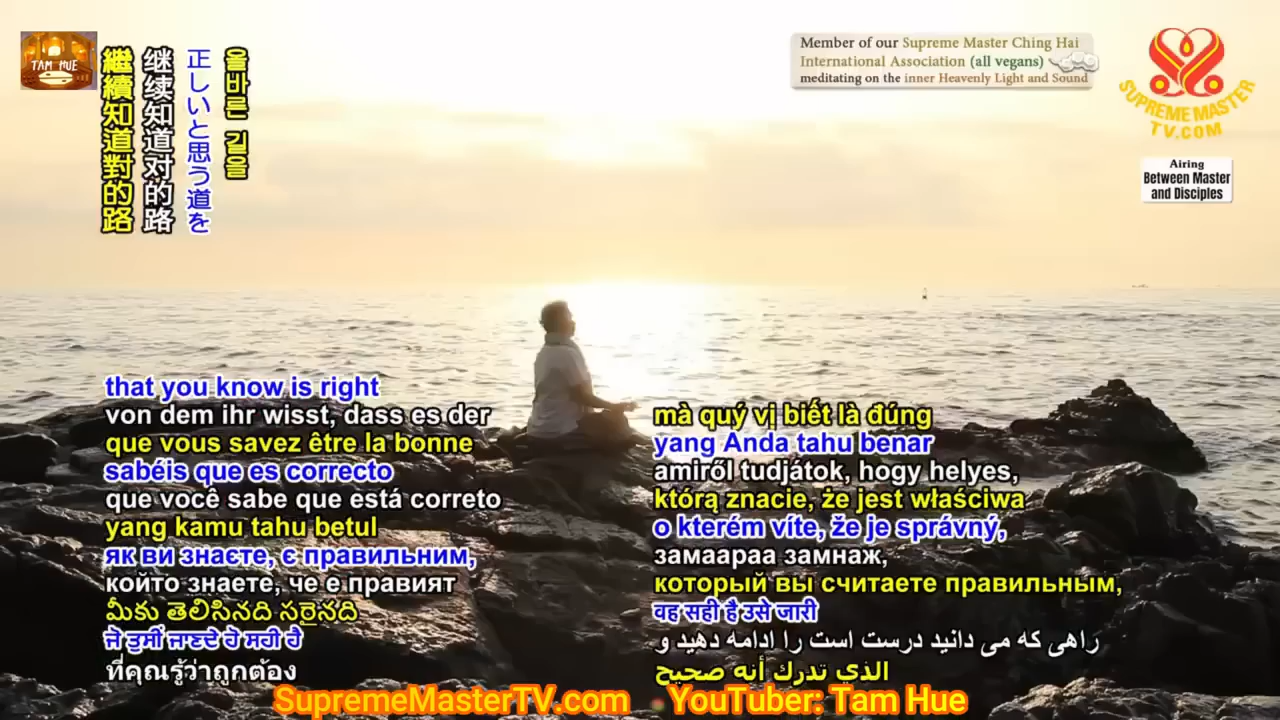 TAM HUE
繼續知道對的路
继续知道对的路
正しいと思う道を
올바른 길을
Member of our Supreme Master Ching Hai
International Association (all vegans)
meditating on the inner Heavenly Light and Sound
SUPREME MASTER
TV.COM
Airing
Between Master
and Disciples
that you know is right
von dem ihr wisst, dass es der
que vous savez être la bonne
sabéis que es correcto
que você sabe que está correto
yang kamu tahu betul
як ви знаєте, є правильним,
който знаете, че е правият
మీకు తెలిసినది సరైనది
ਜੋ ਤੁਸੀਂ ਜਾਣਦੇ ਹੋ ਸਹੀ ਹੈ
ที่คุณรู้ว่าถูกต้อง
mà quý vị biết là đúng
yang Anda tahu benar
amiről tudjátok, hogy helyes,
którą znacie, że jest właściwa
o kterém víte, že je správný,
замаараа замнаж,
который вы считаете правильным,
वह सही है उसे जारी
راهی که می دانید درست است را ادامه دهید و
الذي تدرك أنه صحيح
SupremeMasterTV.com • YouTuber: Tam Hue